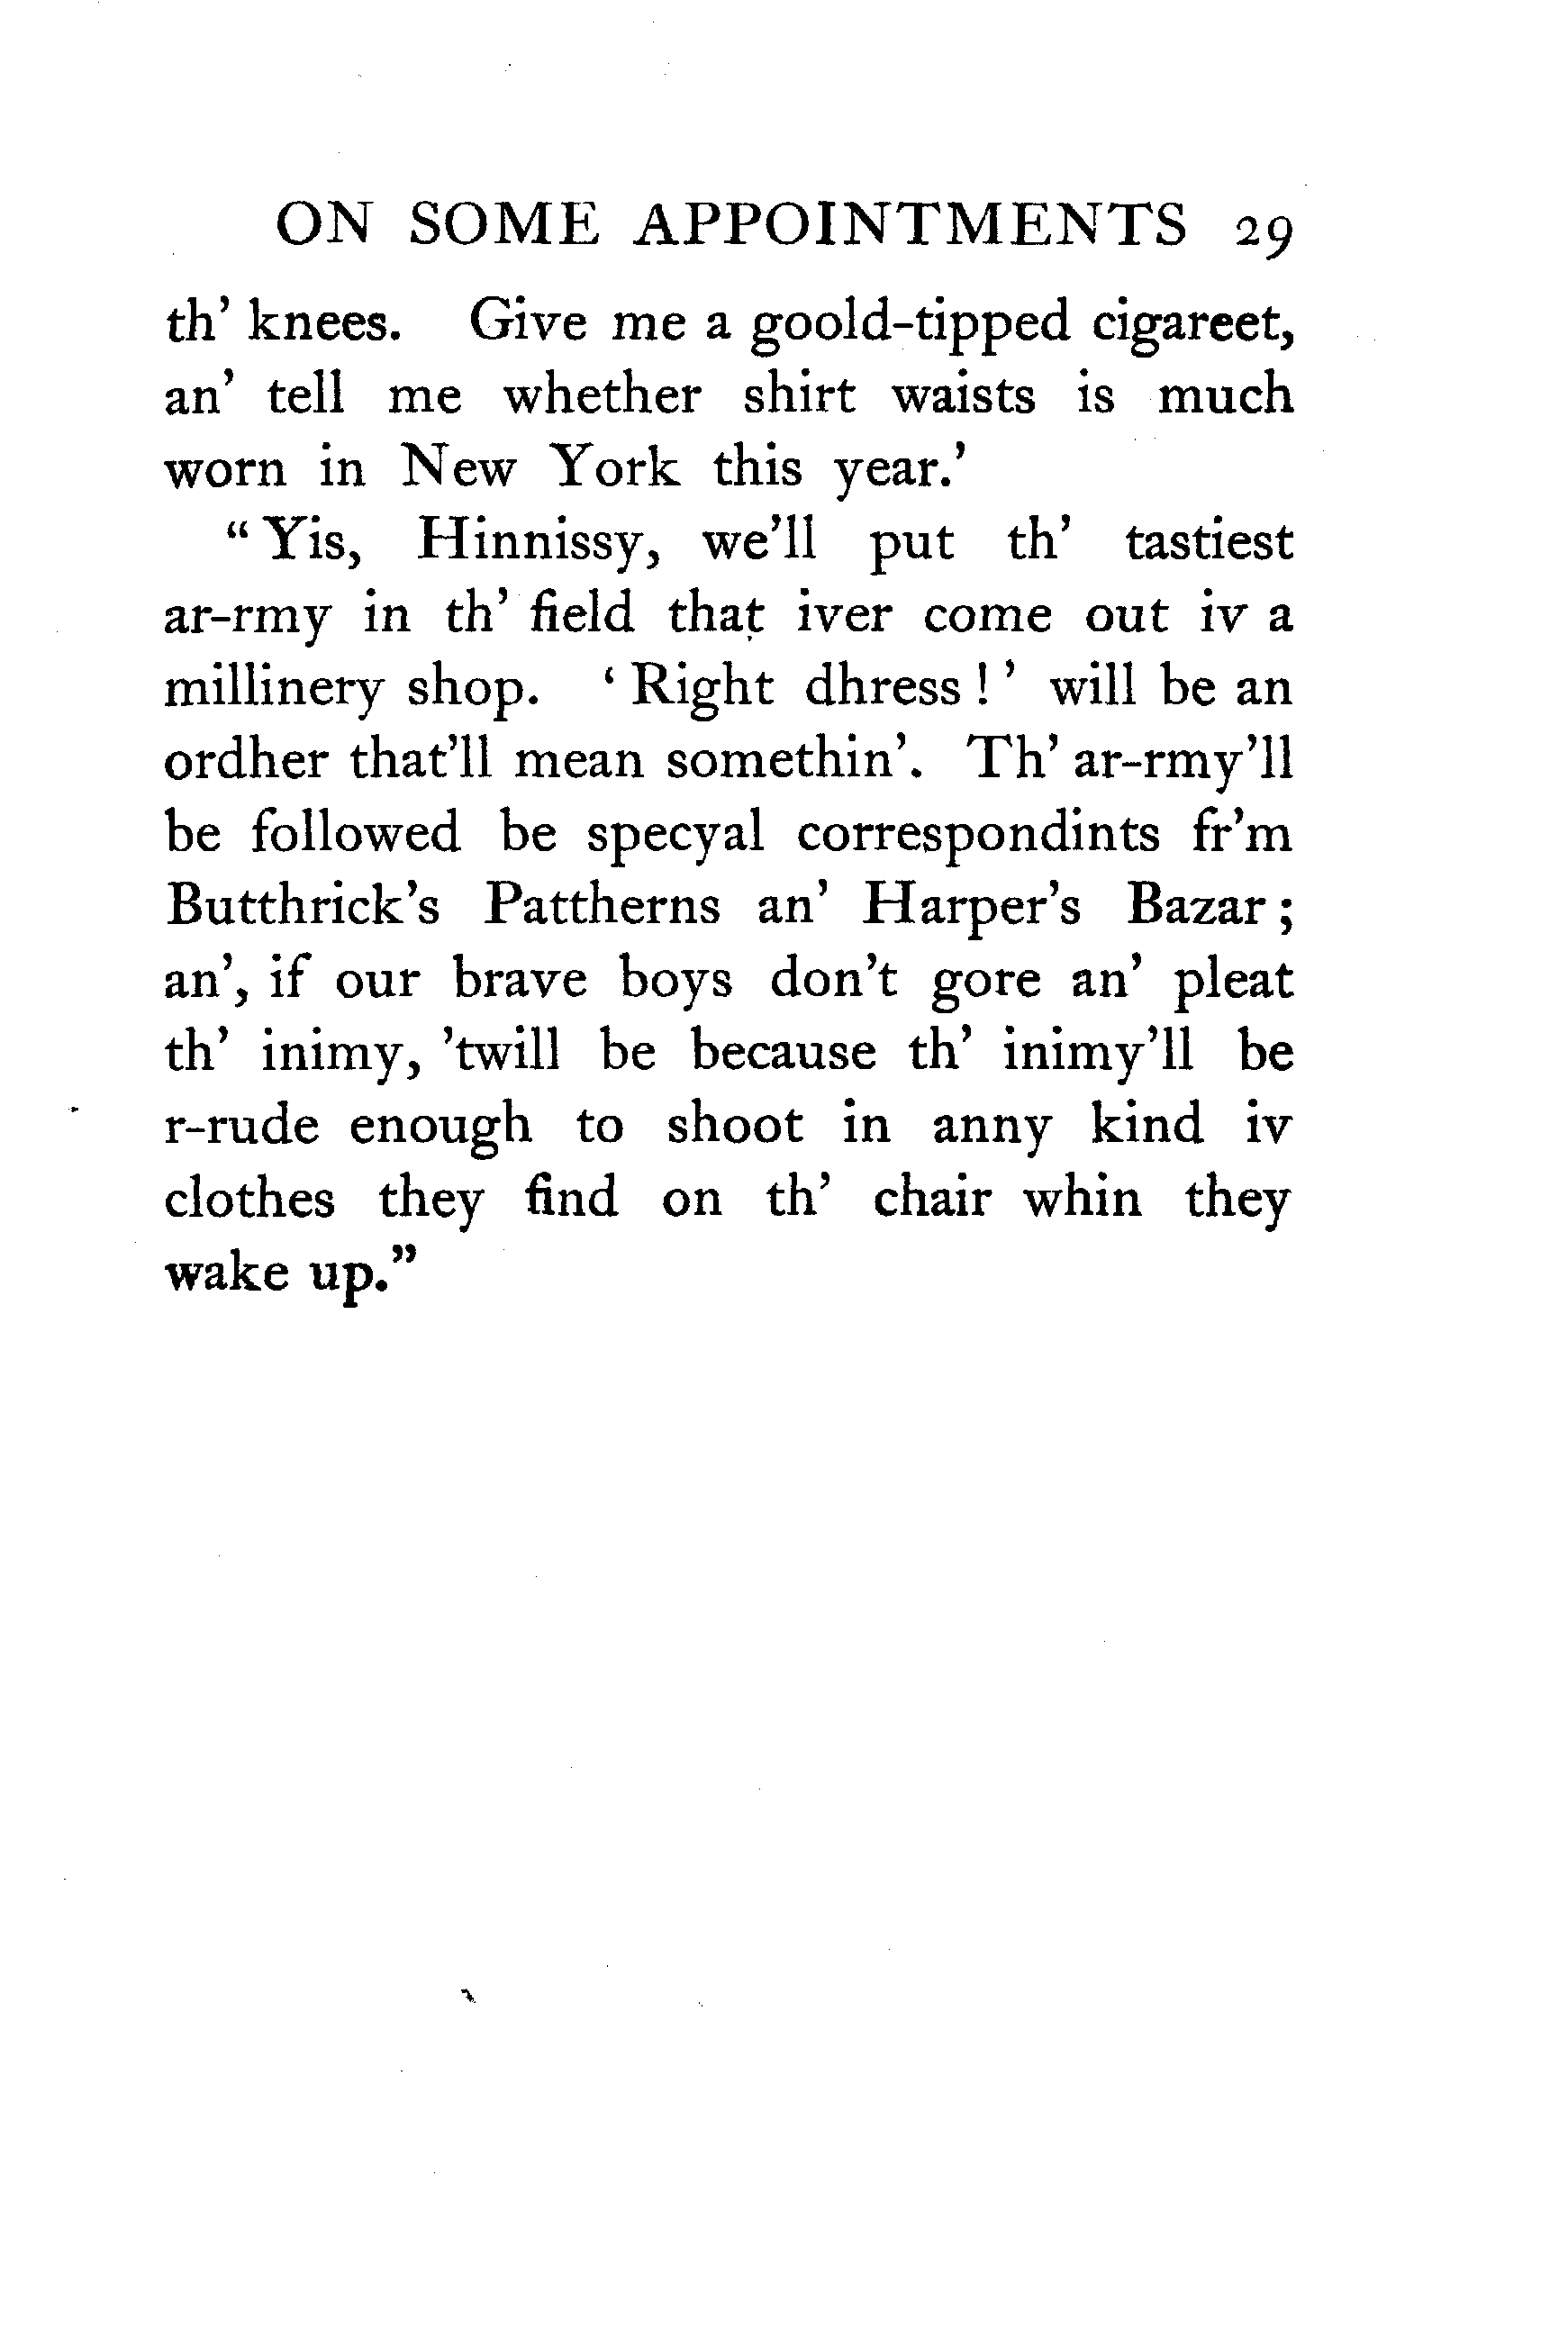 ON SOME APPOINTMENTS 29
th' knees. Give me a goold-tipped cigareet,
an' tell me whether shirt waists is much
worn in New York this year.'
“ Yis, Hinnissy, we'll put th' tastiest
ar-rmy in th' field that iver come out iv a
millinery shop. ‘ Right dhress ! ’ will be an
ordher that'll mean somethin'. Th' ar-rmy'll
be followed be specyal correspondints fr'm
Butthrick's Pattherns an' Harper's Bazar ;
an', if our brave boys don't gore an' pleat
th' inimy, 'twill be because th' inimy'll be
r-rude enough to shoot in anny kind iv
clothes they find on th' chair whin they
wake up.”